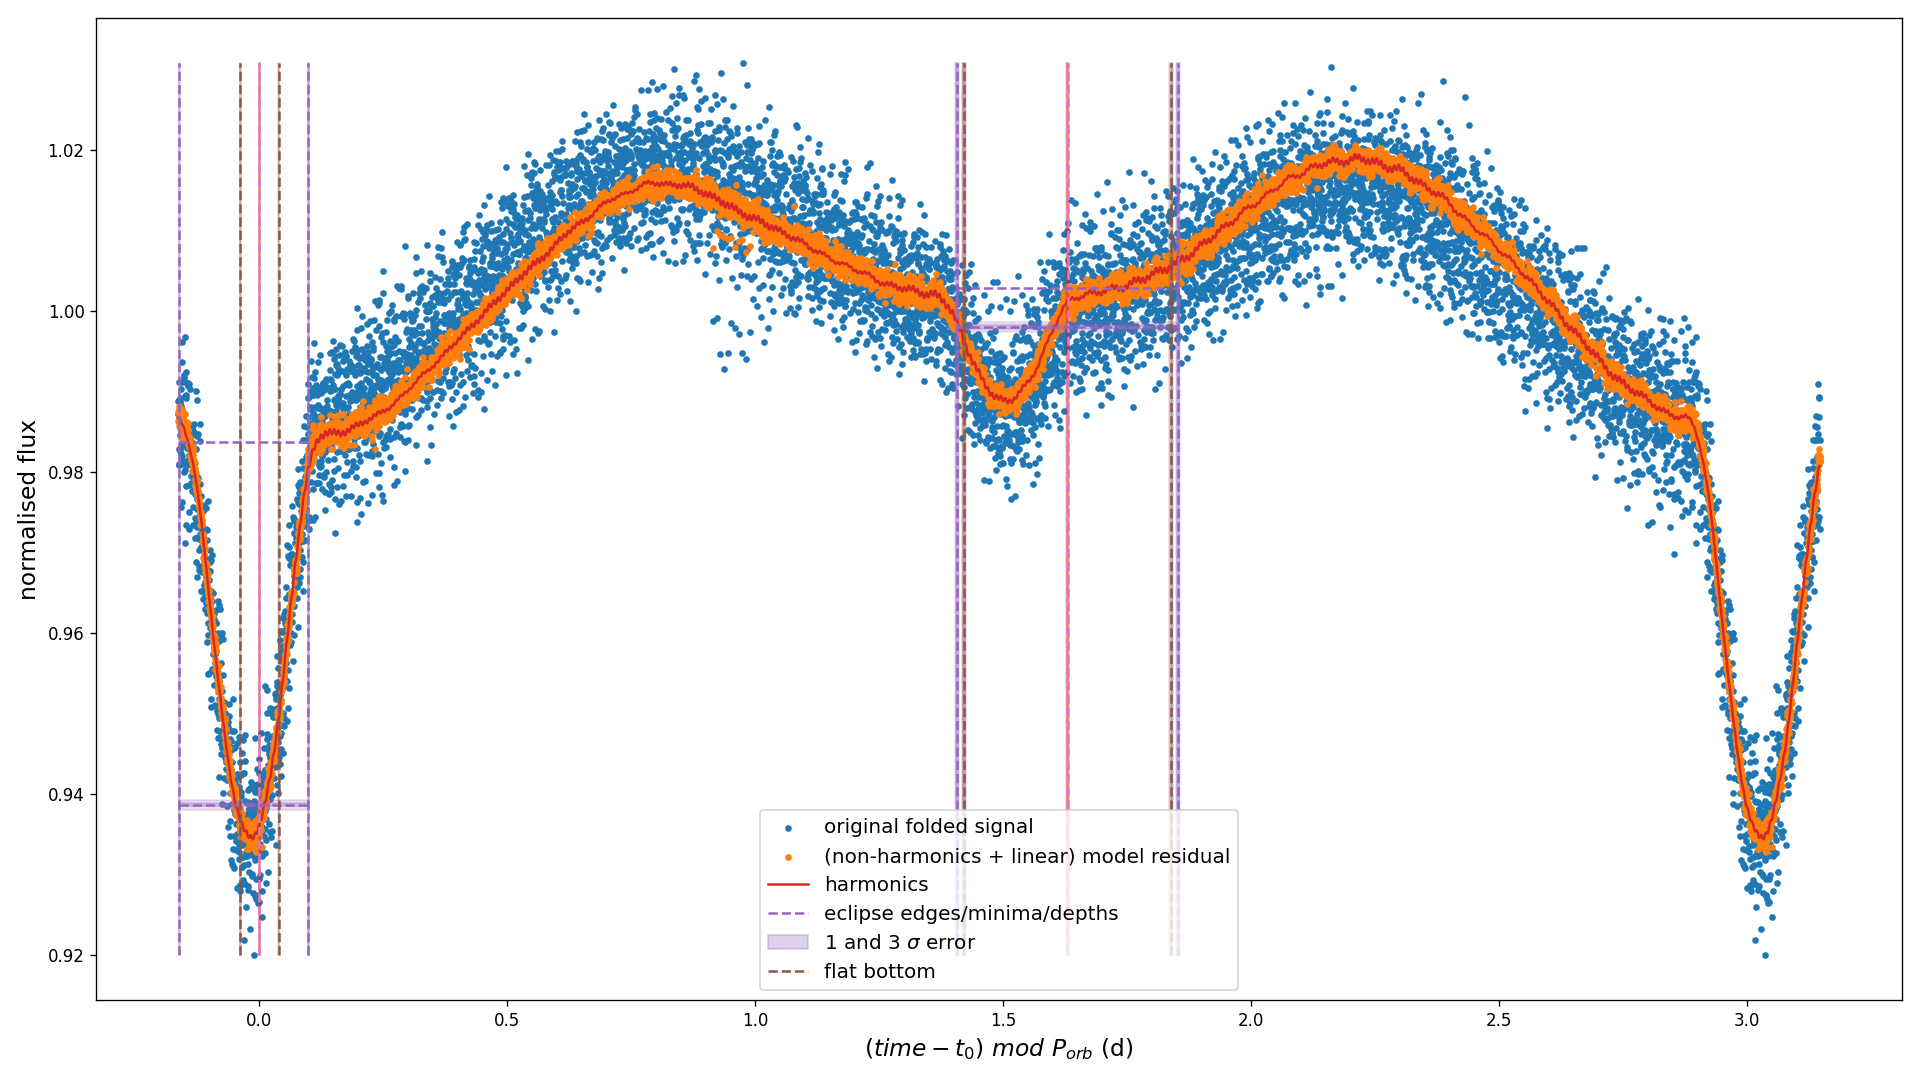 normalised flux
1.02
1.00
0.98
0.96
0.94
0.92
original folded signal
(non-harmonics + linear) model residual
harmonics
eclipse edges/minima/depths
1 and 3 σ error
flat bottom
0.0 0.5 1.0 1.5 2.0 2.5 3.0
(time − t₀) mod Pₒᵣb (d)